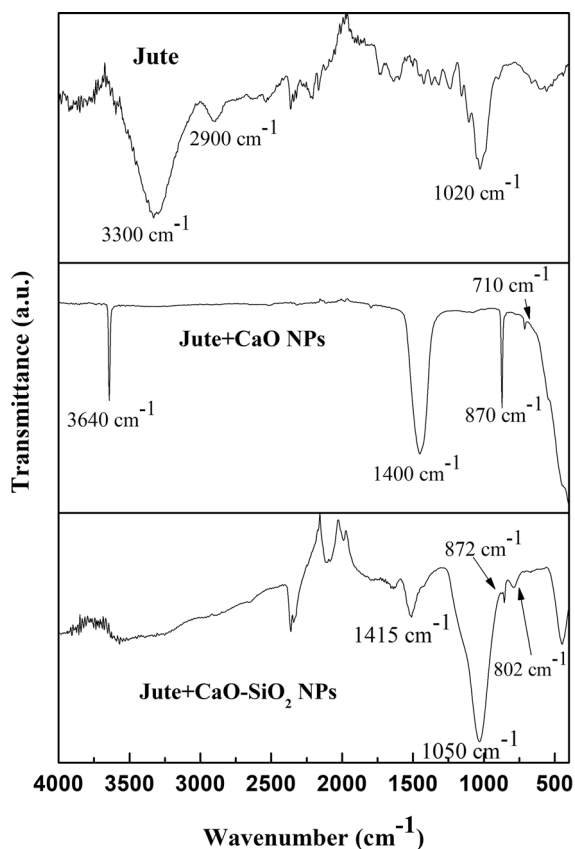 Jute
2900 cm-1
3300 cm-1
1020 cm-1
710 cm-1
Jute+CaO NPs
3640 cm-1
870 cm-1
1400 cm-1
872 cm-1
1415 cm-1
802 cm-1
Jute+CaO-SiO2 NPs
1050 cm-1
4000 3500 3000 2500 2000 1500 1000 500
Wavenumber (cm-1)
Transmittance (a.u.)